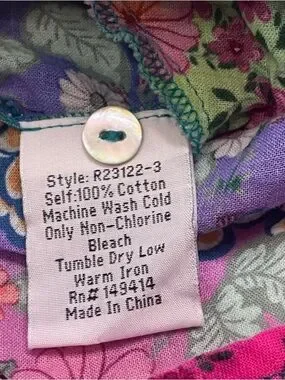 Style: R23122-3
Self:100% Cotton
Machine Wash Cold
Only Non-Chlorine
Bleach
Tumble Dry Low
Warm Iron
Rn# 149414
Made In China